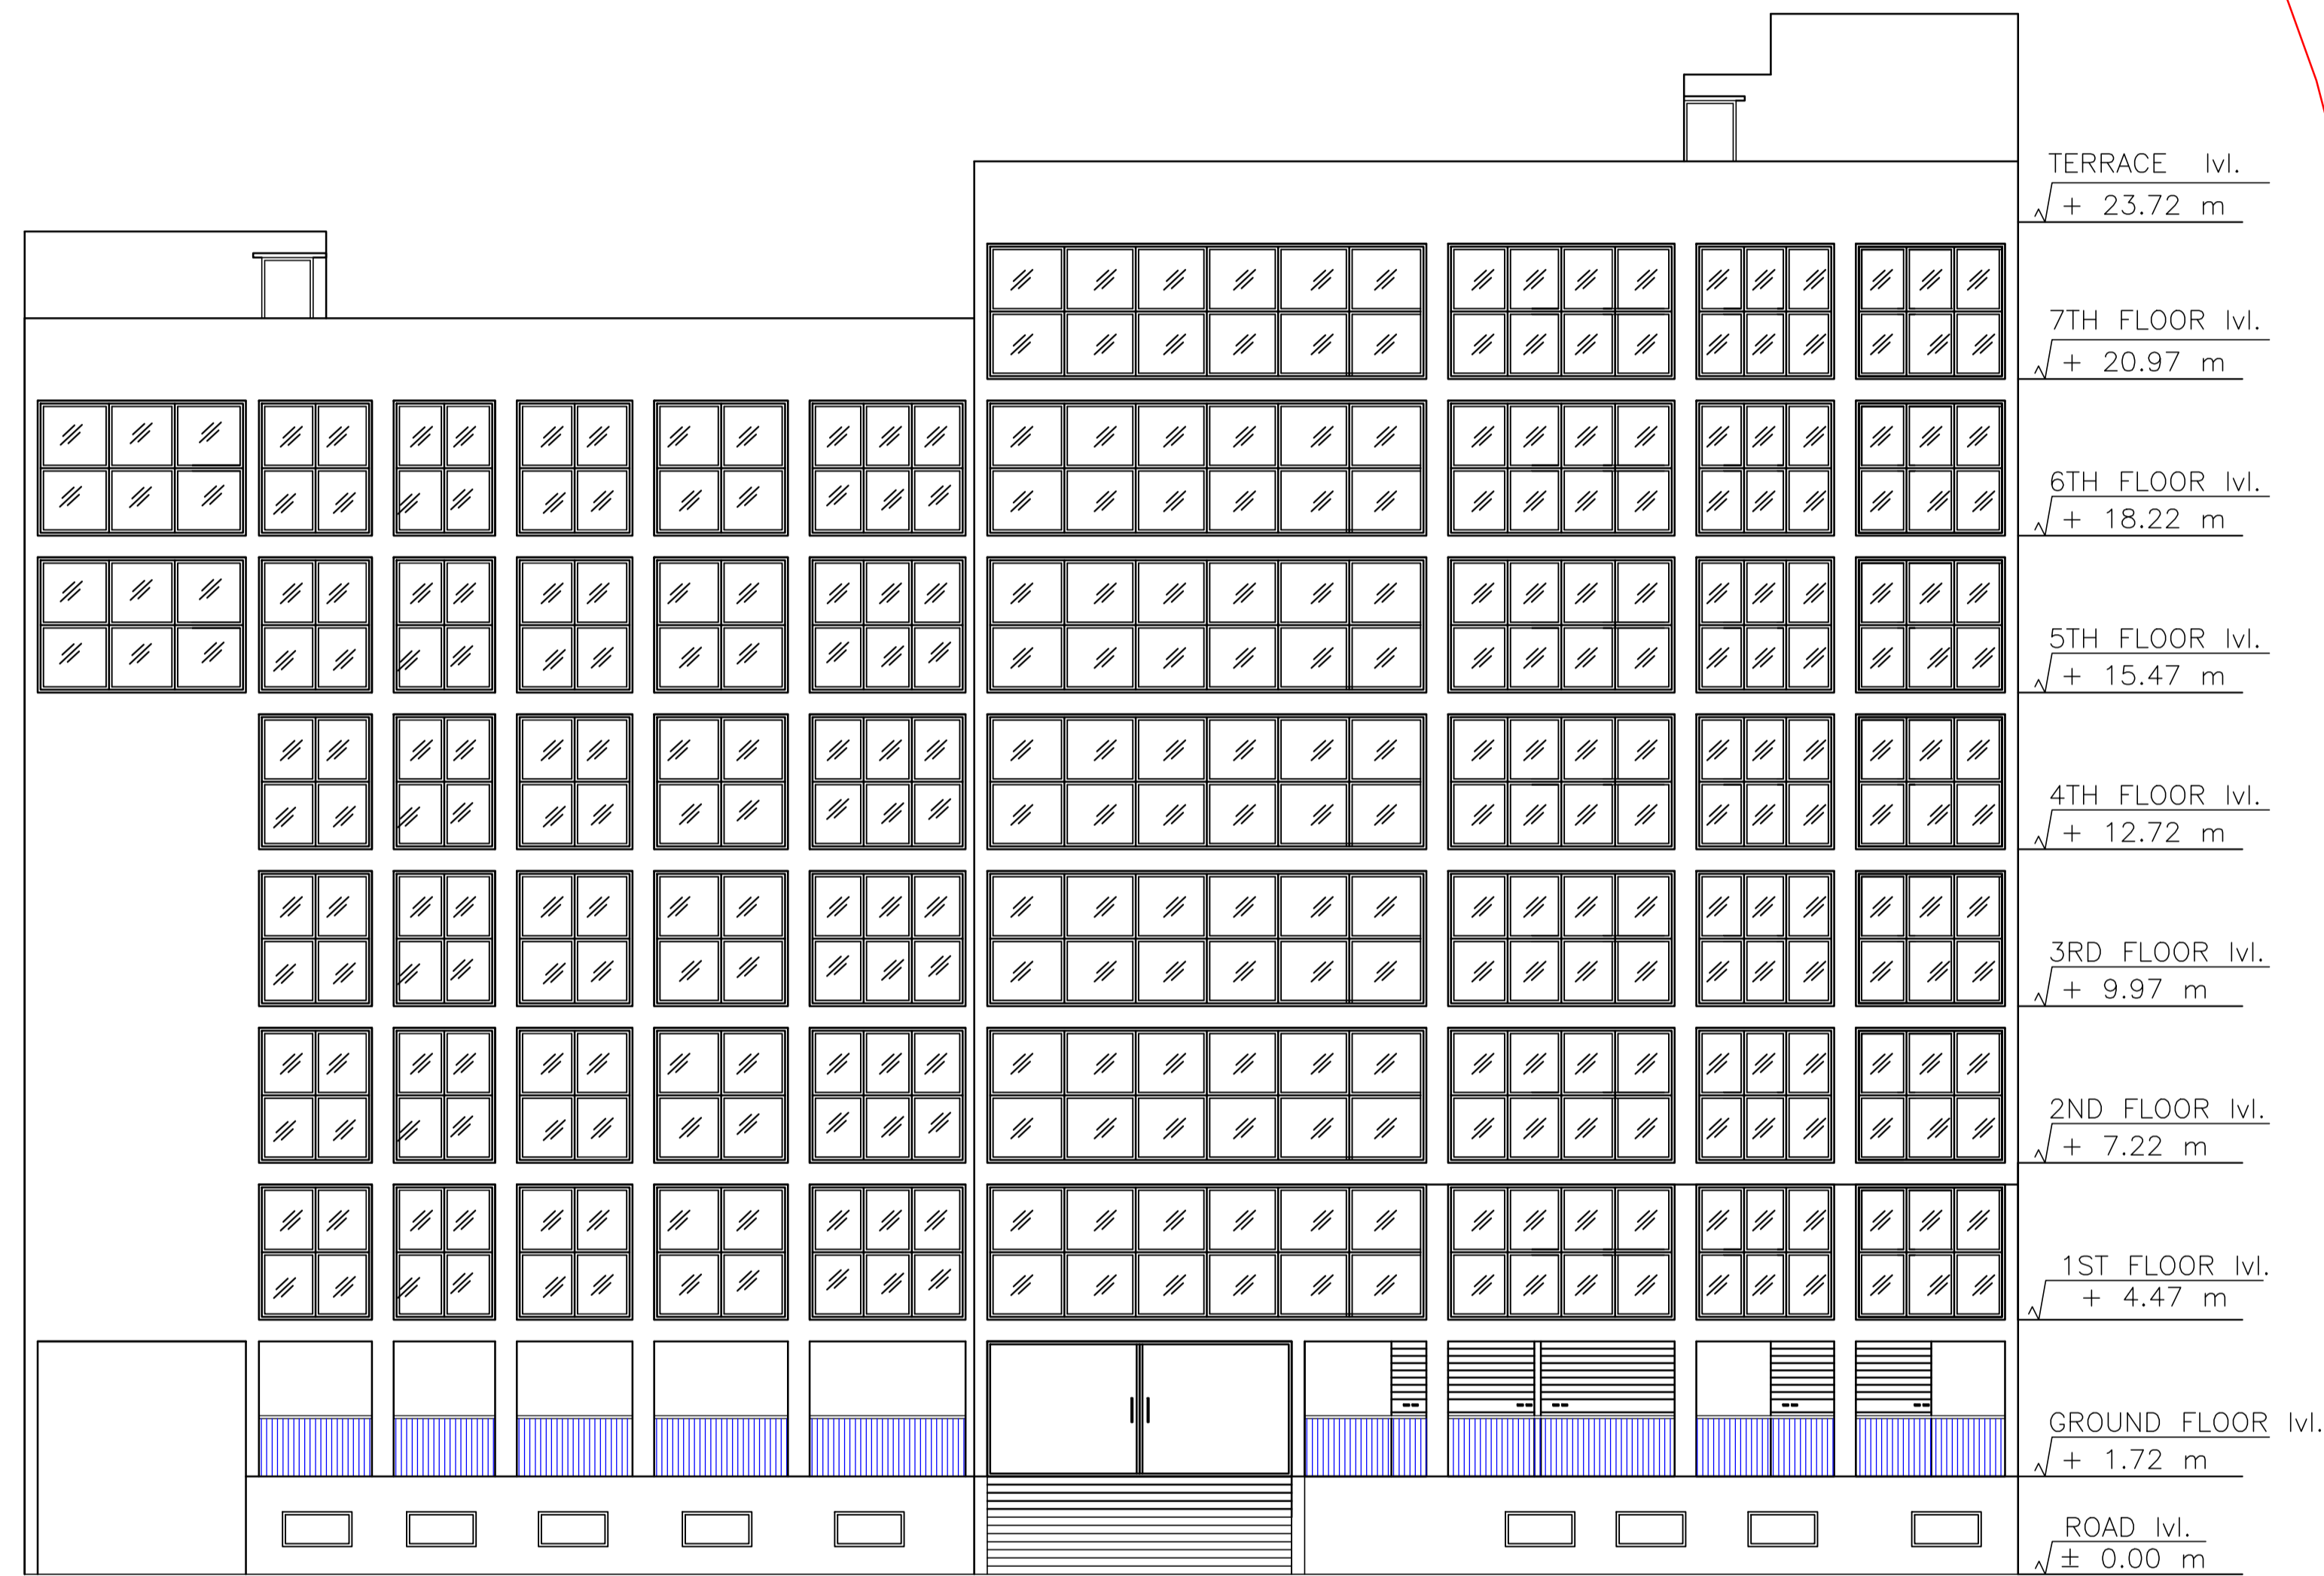 TERRACE lvl.
+ 23.72 m
7TH FLOOR lvl.
+ 20.97 m
6TH FLOOR lvl.
+ 18.22 m
5TH FLOOR lvl.
+ 15.47 m
4TH FLOOR lvl.
+ 12.72 m
3RD FLOOR lvl.
+ 9.97 m
2ND FLOOR lvl.
+ 7.22 m
1ST FLOOR lvl.
+ 4.47 m
GROUND FLOOR lvl.
+ 1.72 m
ROAD lvl.
± 0.00 m